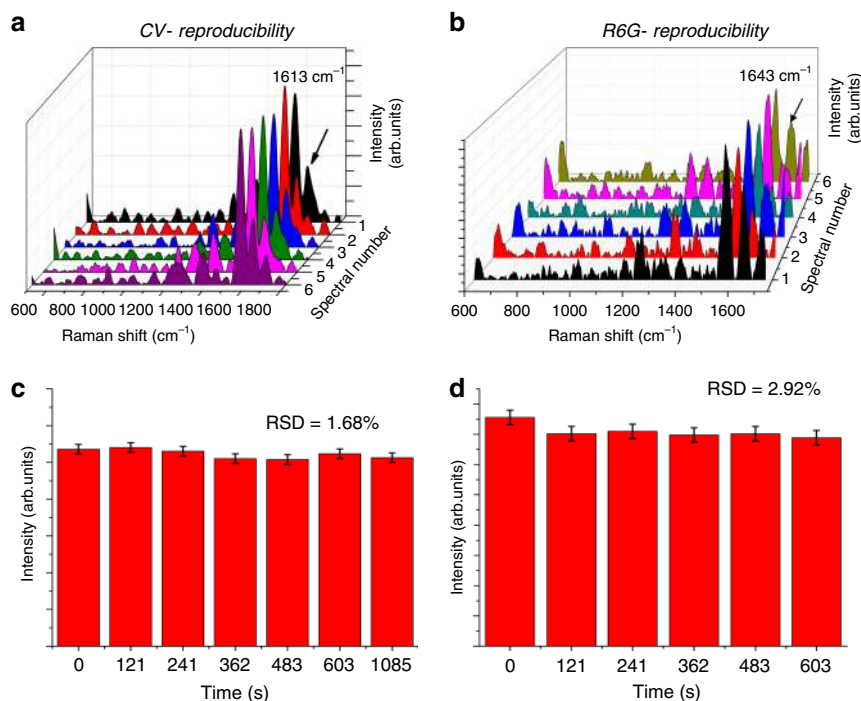 a
CV- reproducibility
1613 cm⁻¹
Intensity
(arb.units)
1
2
3
4
5
6
Spectral number
600 800 1000 1200 1400 1600 1800
Raman shift (cm⁻¹)
b
R6G- reproducibility
1643 cm⁻¹
Intensity
(arb.units)
6
5
4
3
2
1
Spectral number
600 800 1000 1200 1400 1600
Raman shift (cm⁻¹)
c
RSD = 1.68%
Intensity (arb.units)
0 121 241 362 483 603 1085
Time (s)
d
RSD = 2.92%
Intensity (arb.units)
0 121 241 362 483 603
Time (s)